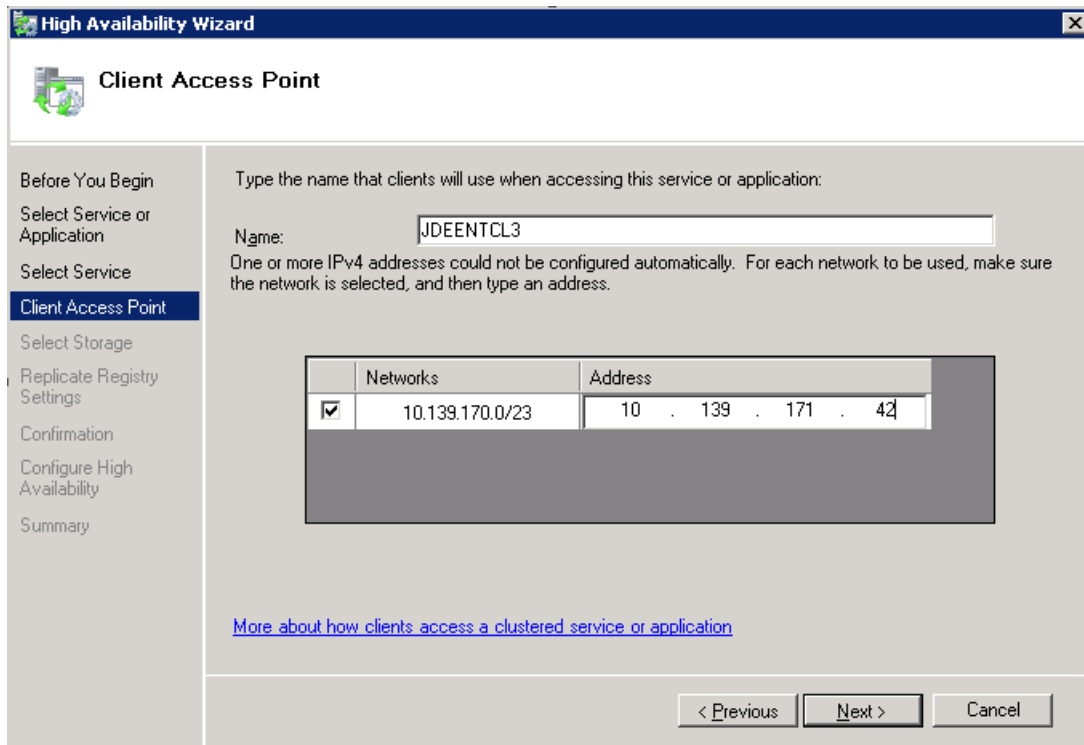 High Availability Wizard
Client Access Point
Before You Begin
Select Service or
Application
Select Service
Client Access Point
Select Storage
Replicate Registry
Settings
Confirmation
Configure High
Availability
Summary
Type the name that clients will use when accessing this service or application:
Name: JDEENTCL3
One or more IPv4 addresses could not be configured automatically. For each network to be used, make sure
the network is selected, and then type an address.
Networks Address
10.139.170.0/23 10 . 139 . 171 . 42
More about how clients access a clustered service or application
< Previous Next > Cancel